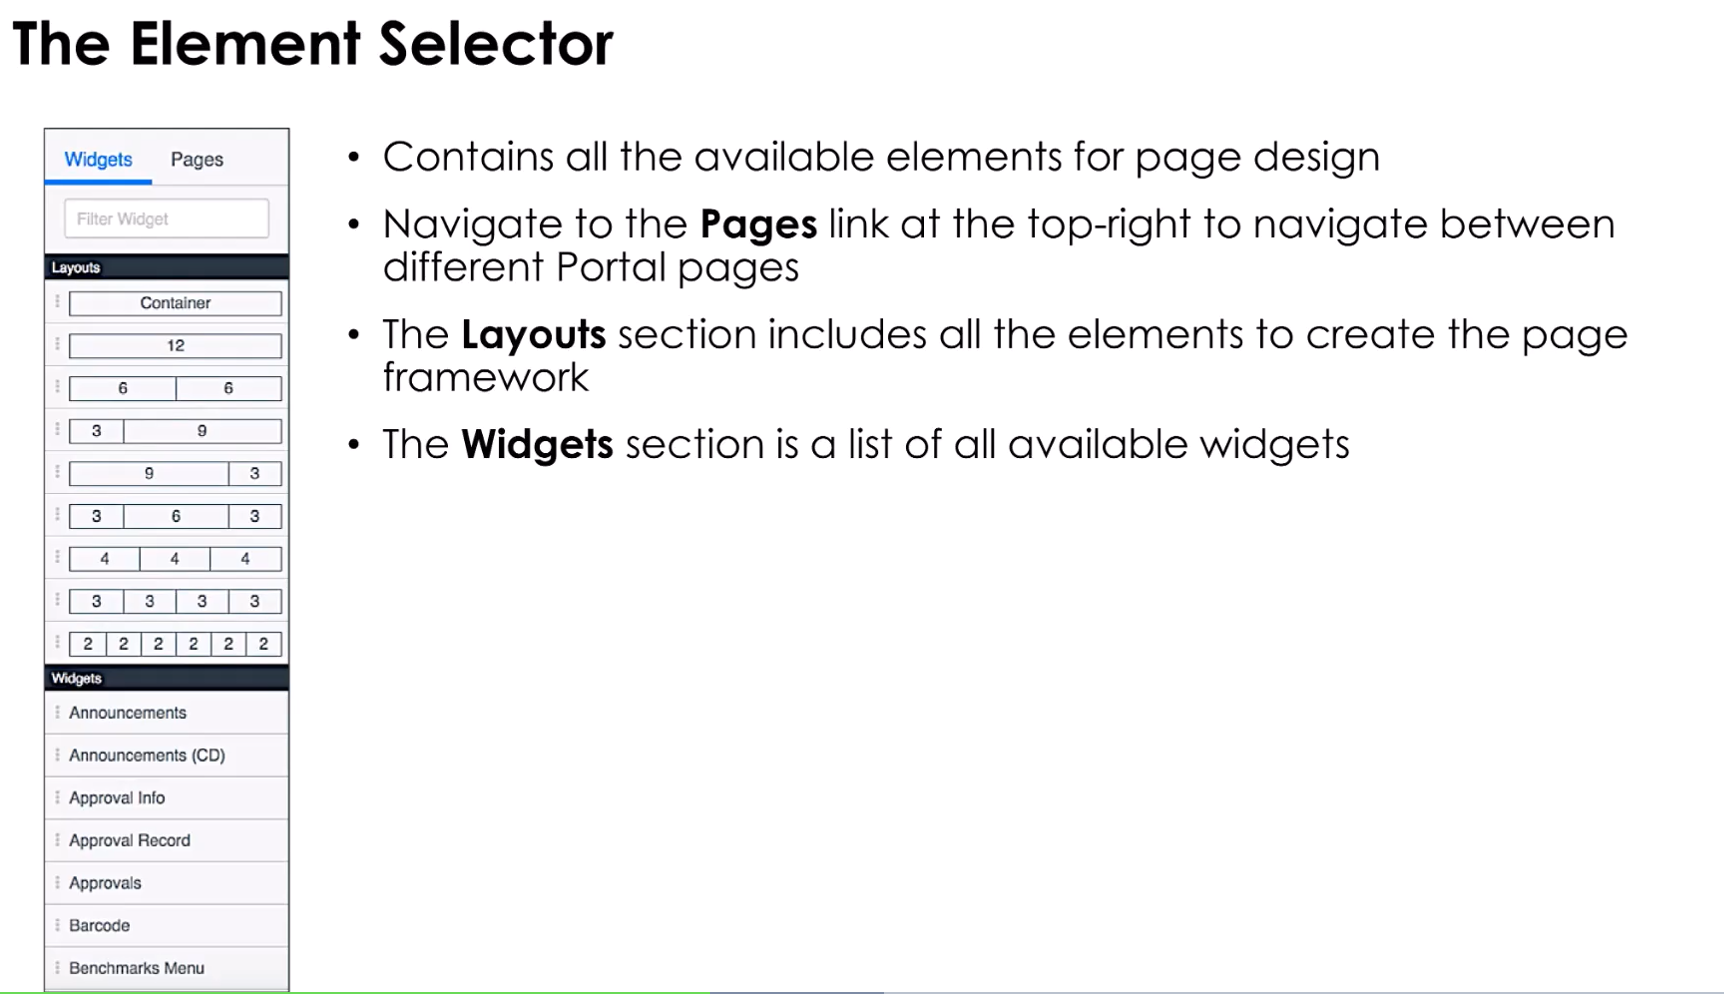 The Element Selector
Widgets Pages
Filter Widget
Layouts
Container
12
6 6
3 9
9 3
3 6 3
4 4 4
3 3 3 3
2 2 2 2 2 2
Widgets
Announcements
Announcements (CD)
Approval Info
Approval Record
Approvals
Barcode
Benchmarks Menu
• Contains all the available elements for page design
• Navigate to the Pages link at the top-right to navigate between
different Portal pages
• The Layouts section includes all the elements to create the page
framework
• The Widgets section is a list of all available widgets